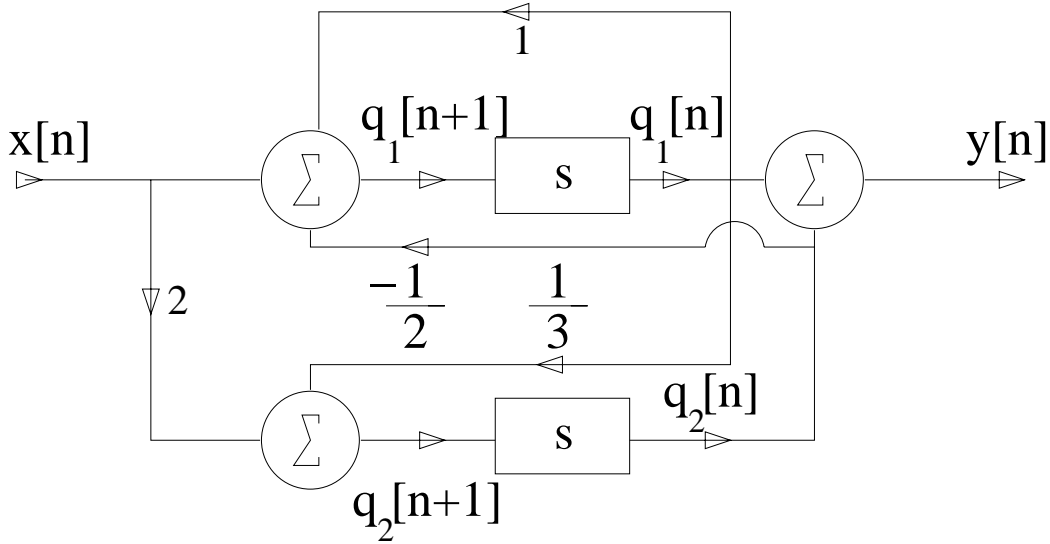 1
x[n]
q1[n+1]
q1[n]
y[n]
Σ
s
Σ
-1/2
1/3
2
Σ
s
q2[n]
q2[n+1]